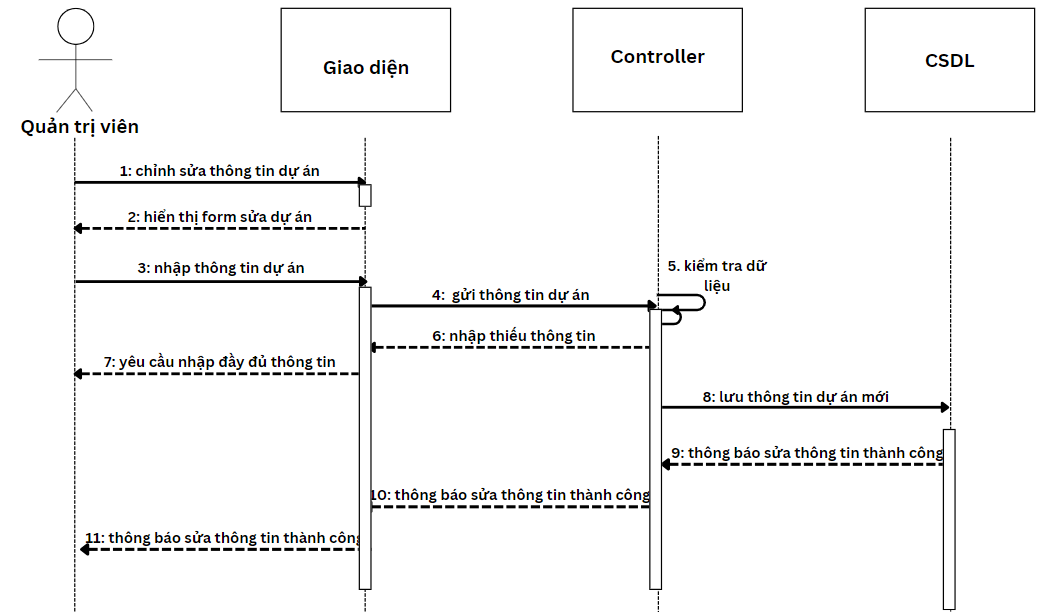 Giao diện
Controller
CSDL
Quản trị viên
1: chỉnh sửa thông tin dự án
2: hiển thị form sửa dự án
3: nhập thông tin dự án
5. kiểm tra dữ
liệu
4: gửi thông tin dự án
6: nhập thiếu thông tin
7: yêu cầu nhập đầy đủ thông tin
8: lưu thông tin dự án mới
9: thông báo sửa thông tin thành công
10: thông báo sửa thông tin thành công
11: thông báo sửa thông tin thành công